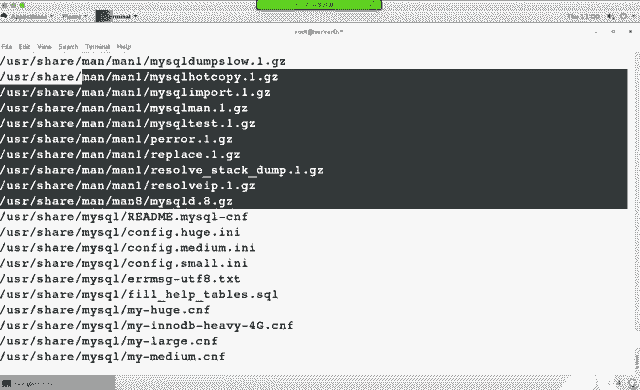 Applications Places Terminal Thu 11:00
File Edit View Search Terminal Help
/usr/share/man/man1/mysqldumpslow.1.gz
/usr/share/man/man1/mysqlhotcopy.1.gz
/usr/share/man/man1/mysqlimport.1.gz
/usr/share/man/man1/mysqlman.1.gz
/usr/share/man/man1/mysqltest.1.gz
/usr/share/man/man1/perror.1.gz
/usr/share/man/man1/replace.1.gz
/usr/share/man/man1/resolve_stack_dump.1.gz
/usr/share/man/man1/resolveip.1.gz
/usr/share/man/man8/mysqld.8.gz
/usr/share/mysql/README.mysql-cnf
/usr/share/mysql/config.huge.ini
/usr/share/mysql/config.medium.ini
/usr/share/mysql/config.small.ini
/usr/share/mysql/errmsg-utf8.txt
/usr/share/mysql/fill_help_tables.sql
/usr/share/mysql/my-huge.cnf
/usr/share/mysql/my-innodb-heavy-4G.cnf
/usr/share/mysql/my-large.cnf
/usr/share/mysql/my-medium.cnf